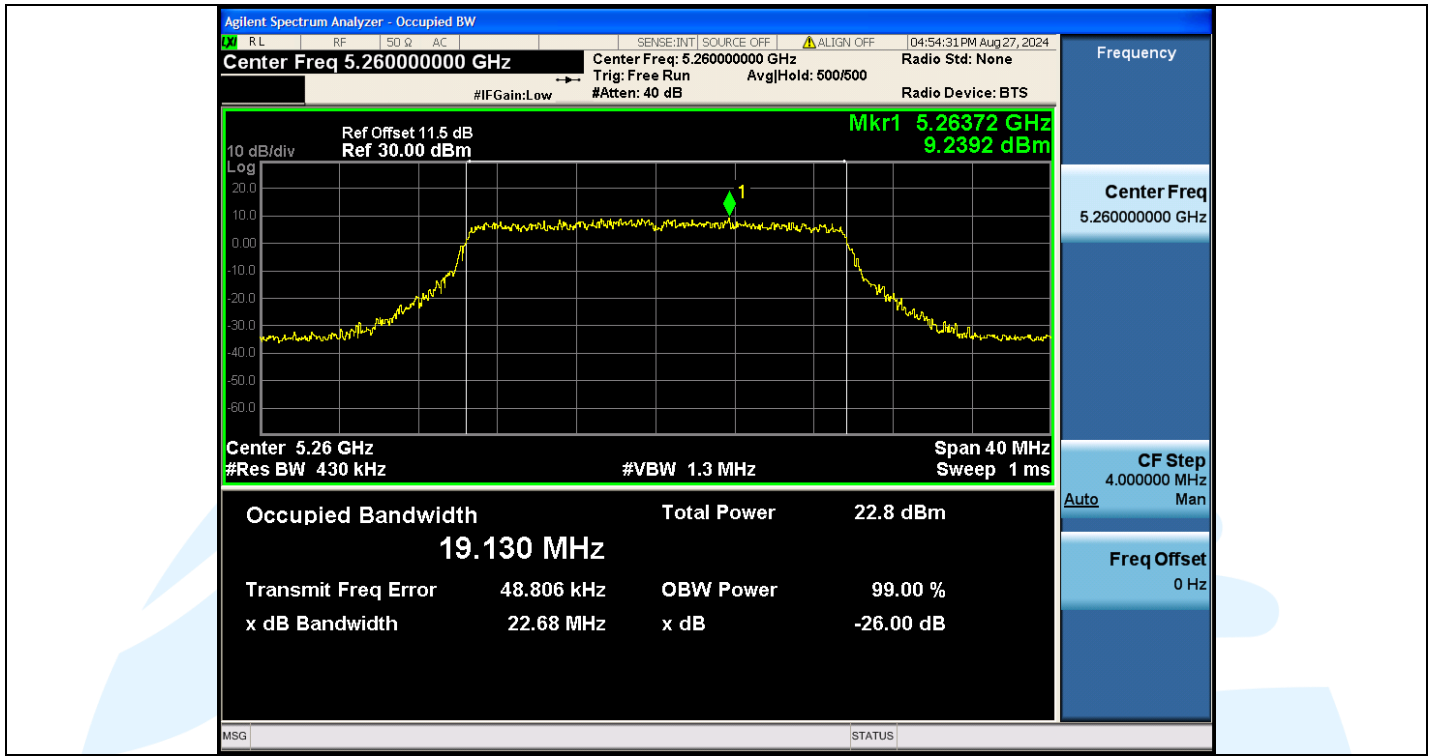 Agilent Spectrum Analyzer - Occupied BW
LXI RL RF 50 Ω AC SENSE:INT SOURCE OFF ALIGN OFF 04:54:31 PM Aug 27, 2024
Center Freq 5.260000000 GHz
Center Freq: 5.260000000 GHz Radio Std: None
Trig: Free Run Avg|Hold: 500/500
#IFGain:Low #Atten: 40 dB Radio Device: BTS
Mkr1 5.26372 GHz
9.2392 dBm
Ref Offset 11.5 dB
10 dB/div Ref 30.00 dBm
Log
20.0
1
10.0
0.00
-10.0
-20.0
-30.0
-40.0
-50.0
-60.0
Center 5.26 GHz Span 40 MHz
#Res BW 430 kHz #VBW 1.3 MHz Sweep 1 ms
Occupied Bandwidth Total Power 22.8 dBm
19.130 MHz
Transmit Freq Error 48.806 kHz OBW Power 99.00 %
x dB Bandwidth 22.68 MHz x dB -26.00 dB
MSG STATUS
Frequency
Center Freq
5.260000000 GHz
CF Step
4.000000 MHz
Auto Man
Freq Offset
0 Hz